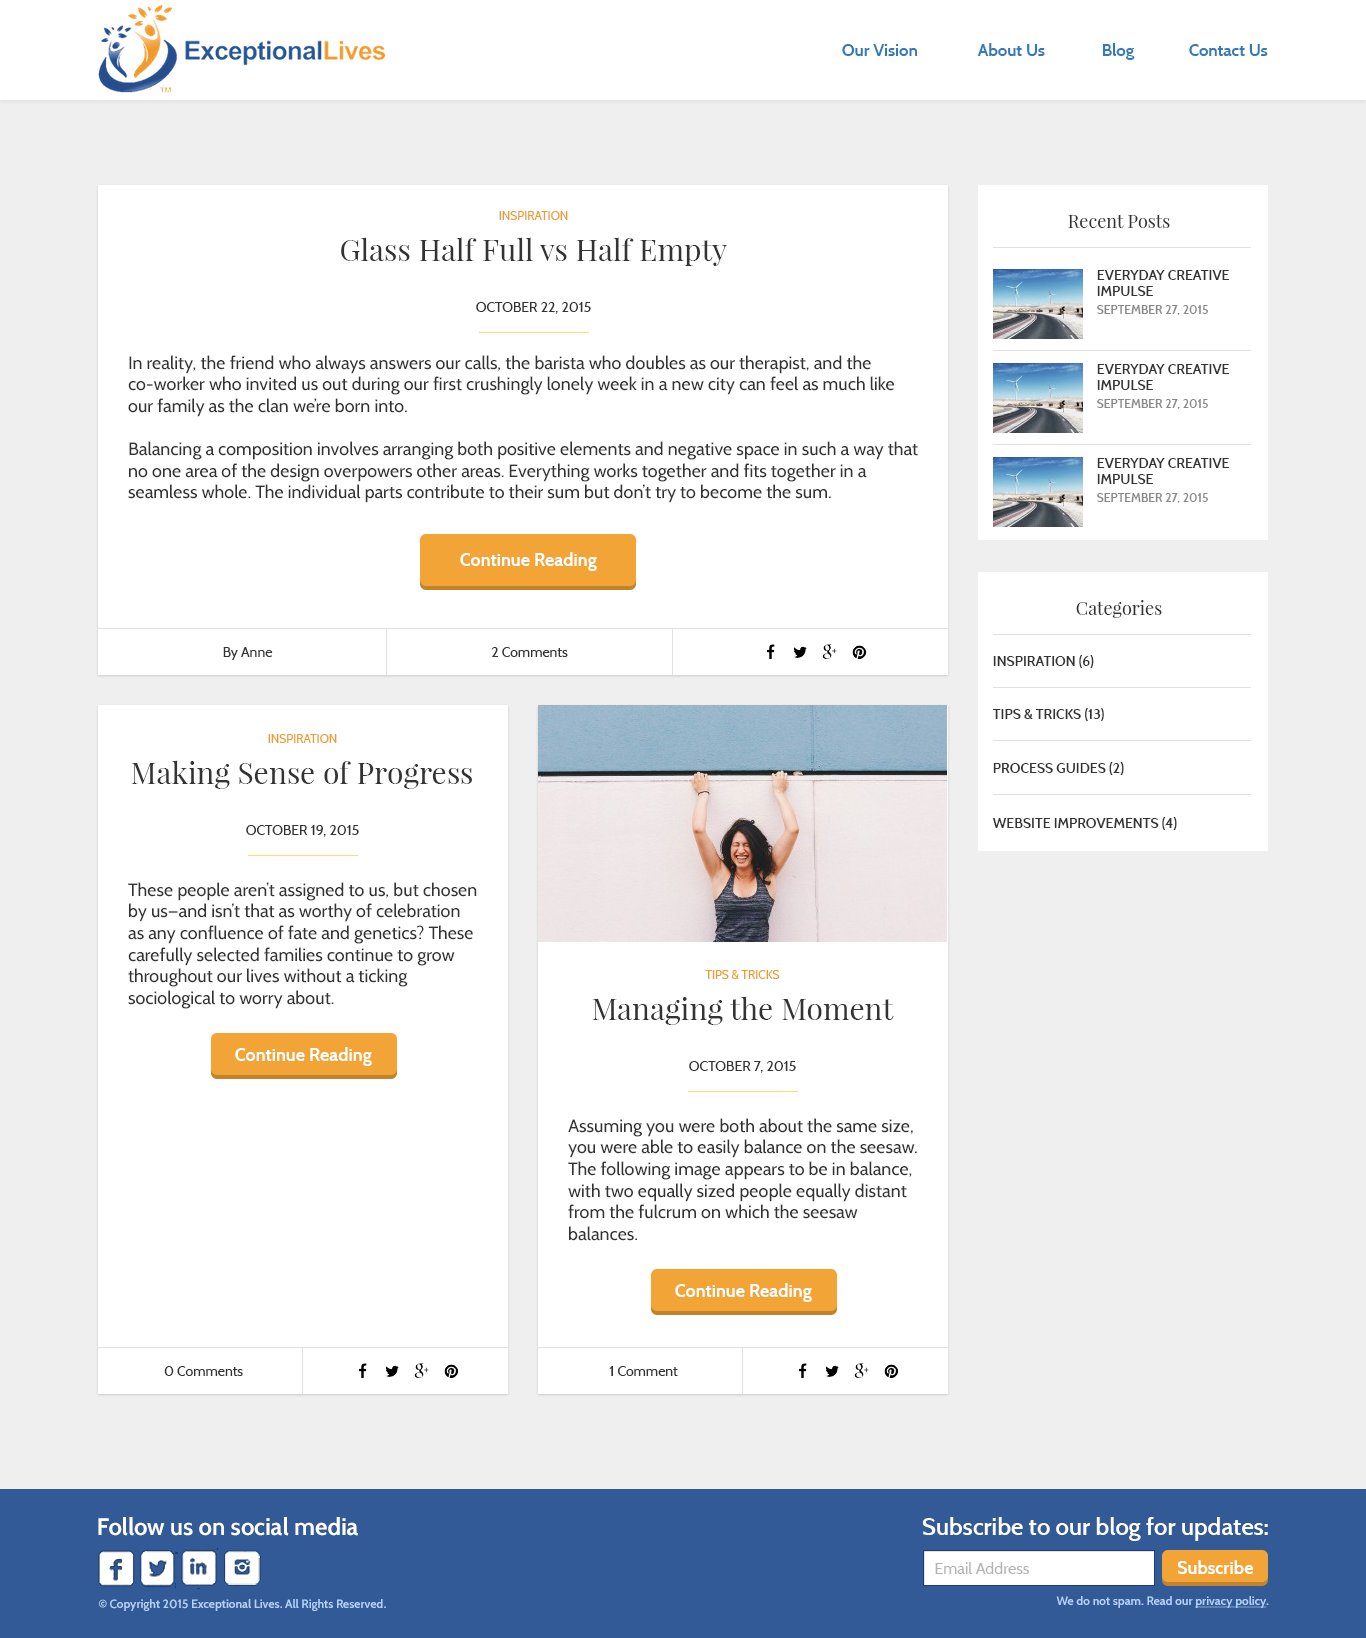 ExceptionalLives
TM
Our Vision
About Us
Blog
Contact Us
INSPIRATION
Glass Half Full vs Half Empty
OCTOBER 22, 2015
In reality, the friend who always answers our calls, the barista who doubles as our therapist, and the
co-worker who invited us out during our first crushingly lonely week in a new city can feel as much like
our family as the clan we’re born into.
Balancing a composition involves arranging both positive elements and negative space in such a way that
no one area of the design overpowers other areas. Everything works together and fits together in a
seamless whole. The individual parts contribute to their sum but don’t try to become the sum.
Continue Reading
By Anne
2 Comments
Recent Posts
EVERYDAY CREATIVE
IMPULSE
SEPTEMBER 27, 2015
EVERYDAY CREATIVE
IMPULSE
SEPTEMBER 27, 2015
EVERYDAY CREATIVE
IMPULSE
SEPTEMBER 27, 2015
Categories
INSPIRATION (6)
TIPS & TRICKS (13)
PROCESS GUIDES (2)
WEBSITE IMPROVEMENTS (4)
INSPIRATION
Making Sense of Progress
OCTOBER 19, 2015
These people aren’t assigned to us, but chosen
by us—and isn’t that as worthy of celebration
as any confluence of fate and genetics? These
carefully selected families continue to grow
throughout our lives without a ticking
sociological to worry about.
Continue Reading
0 Comments
TIPS & TRICKS
Managing the Moment
OCTOBER 7, 2015
Assuming you were both about the same size,
you were able to easily balance on the seesaw.
The following image appears to be in balance,
with two equally sized people equally distant
from the fulcrum on which the seesaw
balances.
Continue Reading
1 Comment
Follow us on social media
© Copyright 2015 Exceptional Lives. All Rights Reserved.
Subscribe to our blog for updates:
Email Address
Subscribe
We do not spam. Read our privacy policy.